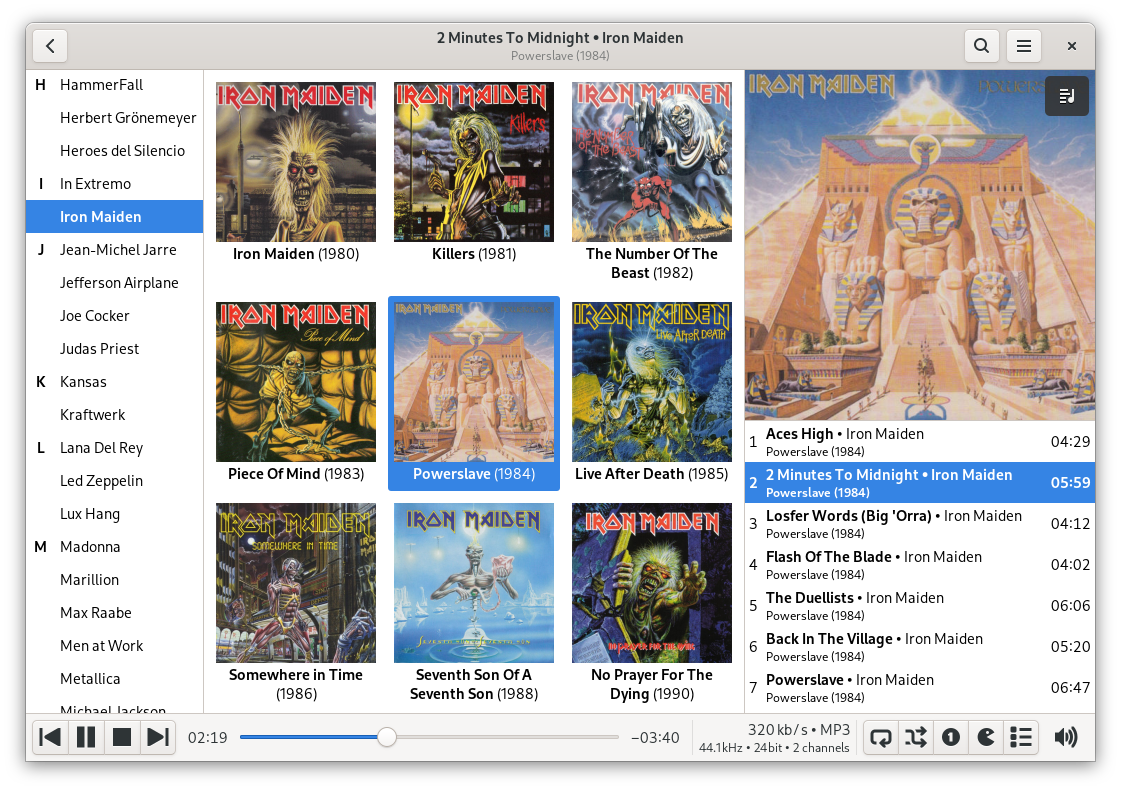 2 Minutes To Midnight • Iron Maiden
Powerslave (1984)
H HammerFall
Herbert Grönemeyer
Heroes del Silencio
I In Extremo
Iron Maiden
J Jean-Michel Jarre
Jefferson Airplane
Joe Cocker
Judas Priest
K Kansas
Kraftwerk
L Lana Del Rey
Led Zeppelin
Lux Hang
M Madonna
Marillion
Max Raabe
Men at Work
Metallica
Michael Jackson
IRON MAIDEN
Iron Maiden (1980)
IRON MAIDEN
Killers
Killers (1981)
IRON MAIDEN
The Number Of The Beast
The Number Of The
Beast (1982)
IRON MAIDEN
Piece of Mind
Piece Of Mind (1983)
IRON MAIDEN
Powerslave (1984)
IRON MAIDEN
LIVE AFTER DEATH
Live After Death (1985)
IRON MAIDEN
SOMEWHERE IN TIME
Somewhere in Time
(1986)
IRON MAIDEN
SEVENTH SON OF A SEVENTH SON
Seventh Son Of A
Seventh Son (1988)
IRON MAIDEN
NO PRAYER FOR THE DYING
No Prayer For The
Dying (1990)
IRON MAIDEN
1 Aces High • Iron Maiden 04:29
Powerslave (1984)
2 2 Minutes To Midnight • Iron Maiden 05:59
Powerslave (1984)
3 Losfer Words (Big 'Orra) • Iron Maiden 04:12
Powerslave (1984)
4 Flash Of The Blade • Iron Maiden 04:02
Powerslave (1984)
5 The Duellists • Iron Maiden 06:06
Powerslave (1984)
6 Back In The Village • Iron Maiden 05:20
Powerslave (1984)
7 Powerslave • Iron Maiden 06:47
Powerslave (1984)
02:19
−03:40
320 kb/s • MP3
44.1 kHz • 24bit • 2 channels
1